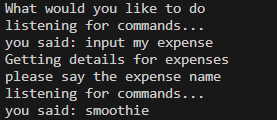 What would you like to do
listening for commands...
you said: input my expense
Getting details for expenses
please say the expense name
listening for commands...
you said: smoothie